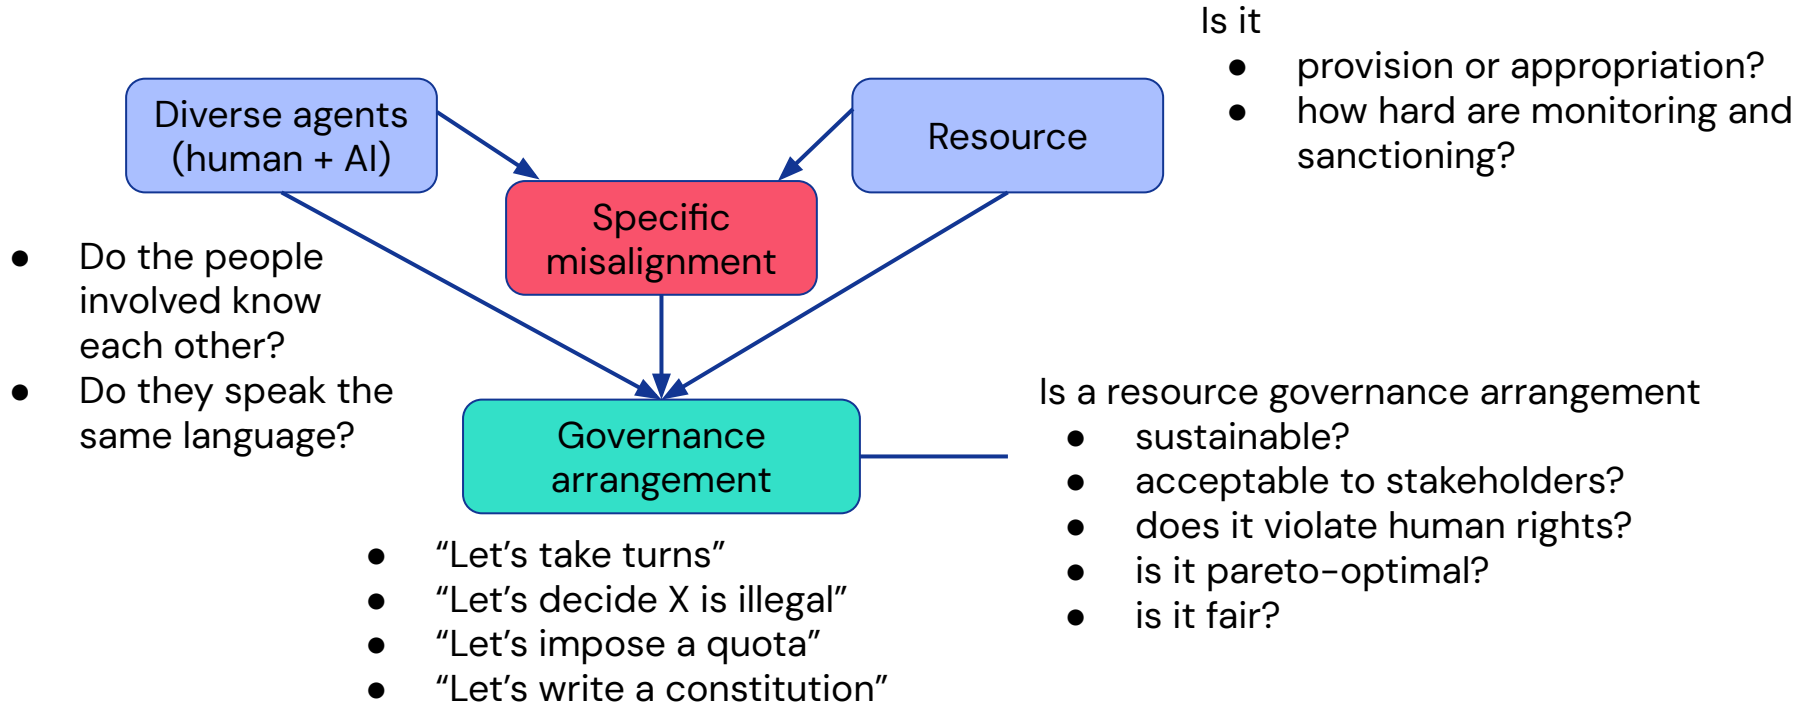 Is it
● provision or appropriation?
● how hard are monitoring and
sanctioning?
Diverse agents
(human + AI)
Resource
Specific
misalignment
● Do the people
involved know
each other?
● Do they speak the
same language?
Governance
arrangement
Is a resource governance arrangement
● sustainable?
● acceptable to stakeholders?
● does it violate human rights?
● is it pareto-optimal?
● is it fair?
● “Let’s take turns”
● “Let’s decide X is illegal”
● “Let’s impose a quota”
● “Let’s write a constitution”